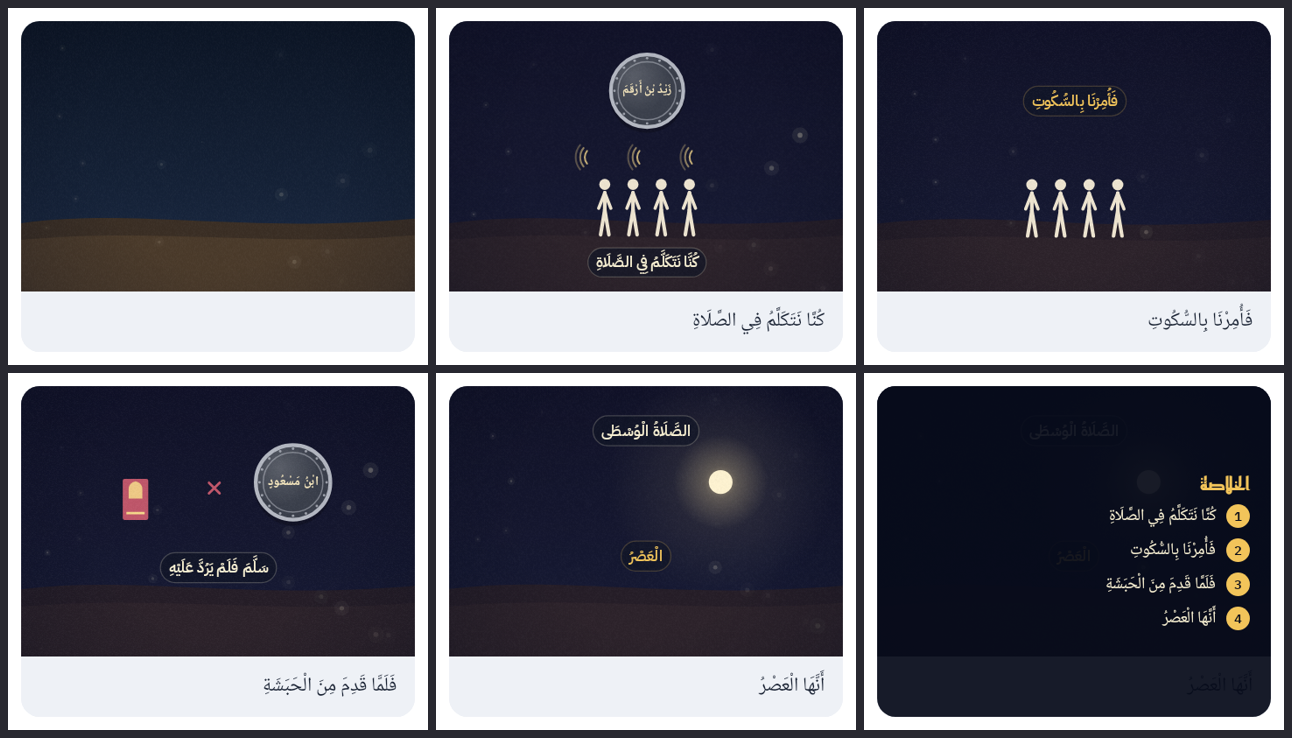 زَيْدُ بْنُ أَرْقَمَ
كُنَّا نَتَكَلَّمُ فِي الصَّلَاةِ
كُنَّا نَتَكَلَّمُ فِي الصَّلَاةِ
فَأُمِرْنَا بِالسُّكُوتِ
فَأُمِرْنَا بِالسُّكُوتِ
ابْنُ مَسْعُودٍ
سَلَّمَ فَلَمْ يَرُدَّ عَلَيْهِ
فَلَمَّا قَدِمَ مِنَ الْحَبَشَةِ
الصَّلَاةُ الْوُسْطَى
الْعَصْرُ
أَنَّهَا الْعَصْرُ
الصَّلَاةُ الْوُسْطَى
الخلاصة
1 كُنَّا نَتَكَلَّمُ فِي الصَّلَاةِ
2 فَأُمِرْنَا بِالسُّكُوتِ
الْعَصْرُ
3 فَلَمَّا قَدِمَ مِنَ الْحَبَشَةِ
4 أَنَّهَا الْعَصْرُ
أَنَّهَا الْعَصْرُ